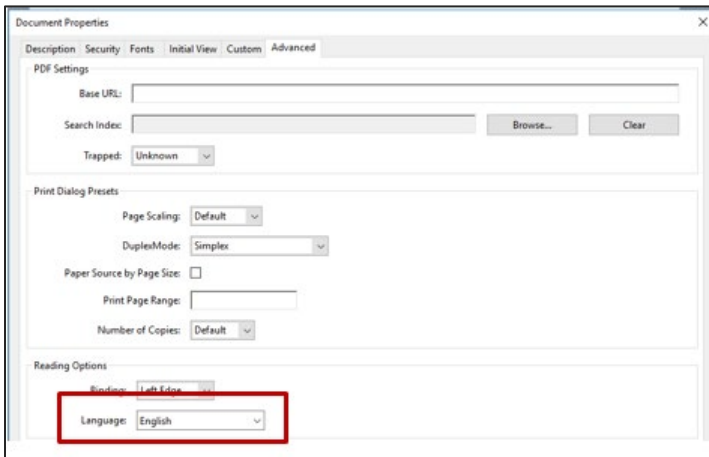 Document Properties
Description Security Fonts Initial View Custom Advanced
PDF Settings
Base URL:
Search Index: Browse... Clear
Trapped: Unknown
Print Dialog Presets
Page Scaling: Default
DuplexMode: Simplex
Paper Source by Page Size:
Print Page Range:
Number of Copies: Default
Reading Options
Binding: Left Edge
Language: English